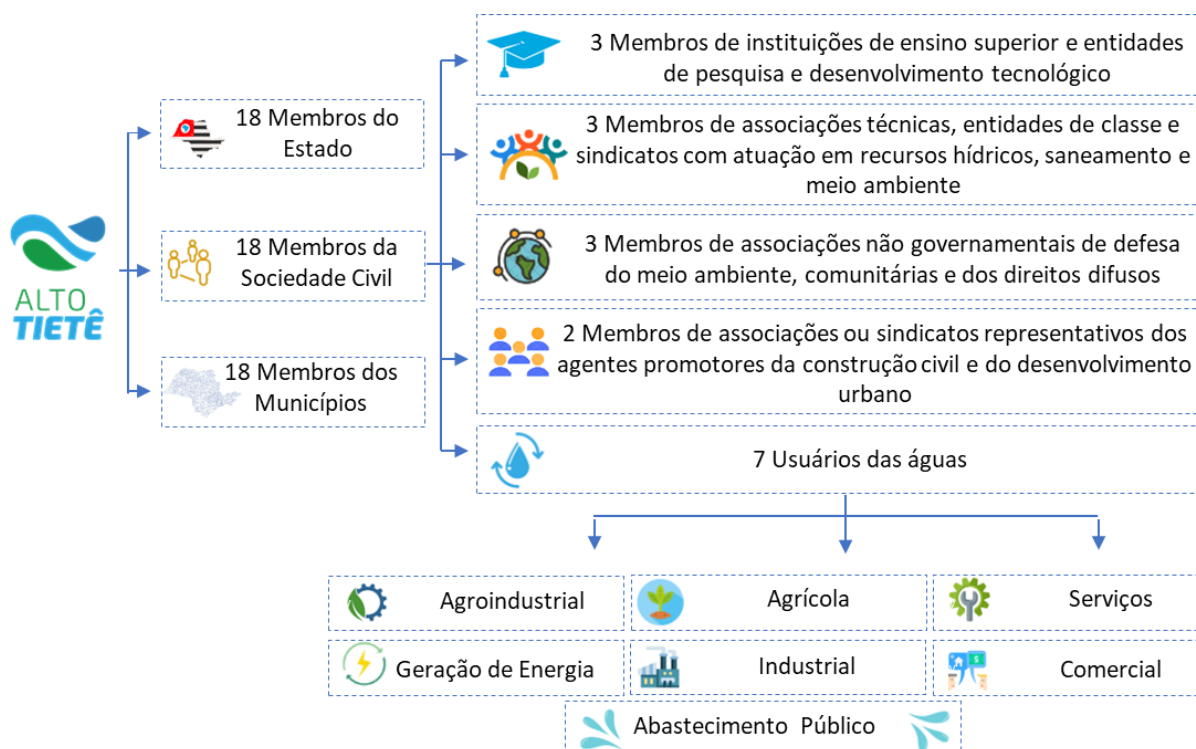 ALTO
TIETÊ
18 Membros do
Estado
18 Membros da
Sociedade Civil
18 Membros dos
Municípios
3 Membros de instituições de ensino superior e entidades
de pesquisa e desenvolvimento tecnológico
3 Membros de associações técnicas, entidades de classe e
sindicatos com atuação em recursos hídricos, saneamento e
meio ambiente
3 Membros de associações não governamentais de defesa
do meio ambiente, comunitárias e dos direitos difusos
2 Membros de associações ou sindicatos representativos dos
agentes promotores da construção civil e do desenvolvimento
urbano
7 Usuários das águas
Agroindustrial
Agrícola
Serviços
Geração de Energia
Industrial
Comercial
Abastecimento Público